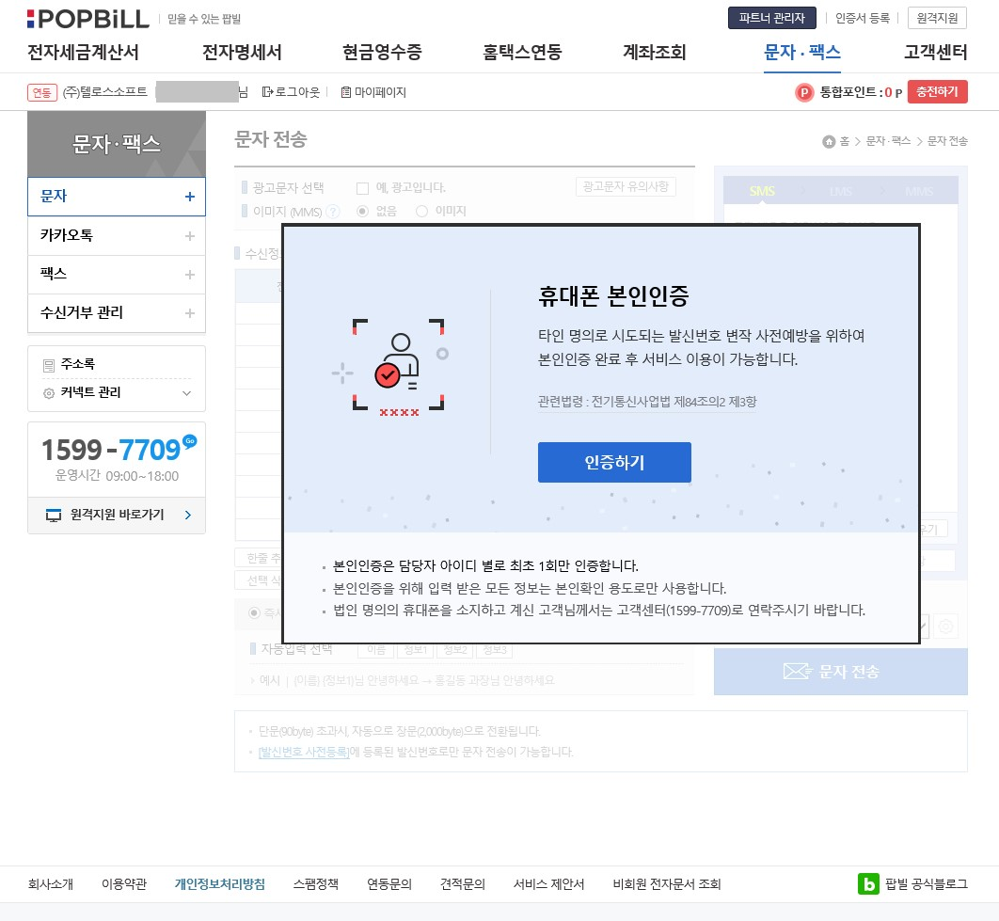 POPBiLL 믿을 수 있는 팝빌
파트너 관리자 인증서 등록 원격지원
전자세금계산서 전자명세서 현금영수증 홈택스연동 계좌조회 문자 · 팩스 고객센터
연동 (주)텔로스소프트 님 로그아웃 마이페이지
통합포인트 : 0 P 충전하기
문자 · 팩스
문자
카카오톡
팩스
수신거부 관리
주소록
커넥트 관리
1599-7709 Go
운영시간 09:00~18:00
원격지원 바로가기
문자 전송
홈 > 문자 · 팩스 > 문자 전송
광고문자 선택 예, 광고입니다. 광고문자 유의사항
이미지 (MMS) ? 없음 이미지
SMS LMS MMS
수신정
휴대폰 본인인증
타인 명의로 시도되는 발신번호 변작 사전예방을 위하여
본인인증 완료 후 서비스 이용이 가능합니다.
관련법령 : 전기통신사업법 제84조의2 제3항
인증하기
본인인증은 담당자 아이디 별로 최초 1회만 인증합니다.
본인인증을 위해 입력 받은 모든 정보는 본인확인 용도로만 사용합니다.
법인 명의의 휴대폰을 소지하고 계신 고객님께서는 고객센터(1599-7709)로 연락주시기 바랍니다.
한줄 추
선택 삭
즉시
자동입력 선택 이름 정보1 정보2 정보3
예시 | (이름) (정보1)님 안녕하세요 → 홍길동 과장님 안녕하세요
문자 전송
단문(90byte) 초과시, 자동으로 장문(2,000byte)으로 전환됩니다.
[발신번호 사전등록]에 등록된 발신번호로만 문자 전송이 가능합니다.
회사소개 이용약관 개인정보처리방침 스팸정책 연동문의 견적문의 서비스 제안서 비회원 전자문서 조회 b 팝빌 공식블로그